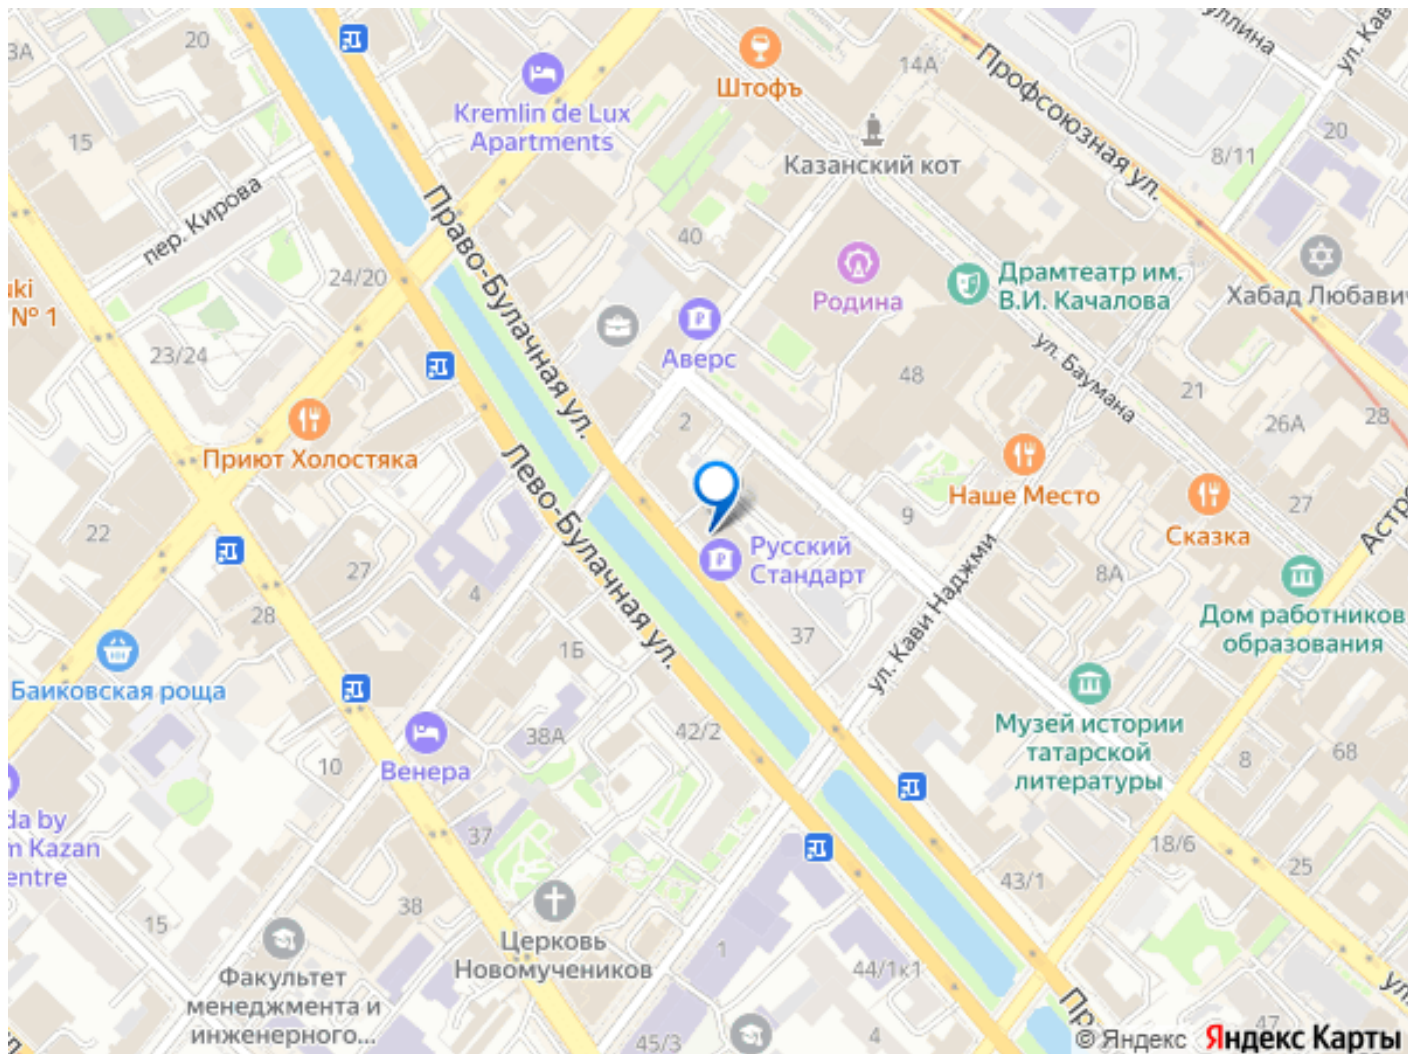 3А
20
15
пер. Кирова
24/20
23/24
uki
№ 1
Kremlin de Lux
Apartments
Штофъ
14А
Профсоюзная ул.
ул. Кав
20
8/11
Казанский кот
Право-Булачная ул.
40
Родина
Драмтеатр им.
В.И. Качалова
Хабад Любавич
Аверс
48
ул. Баумана
21
26А
28
2
Приют Холостяка
Лево-Булачная ул.
Наше Место
Сказка
27
Астро
22
27
28
4
1Б
Русский
Стандарт
9
8А
37
ул. Кави Наджми
Дом работников
образования
Баиковская роща
Музей истории
татарской
литературы
42/2
38А
Венера
10
8
68
da by
m Kazan
entre
37
18/6
25
43/1
15
38
Церковь
Новомучеников
1
44/1к1
Факультет
менеджмента и
инженерного...
45/3
4
47
Пр
ул.
© Яндекс
Яндекс Карты